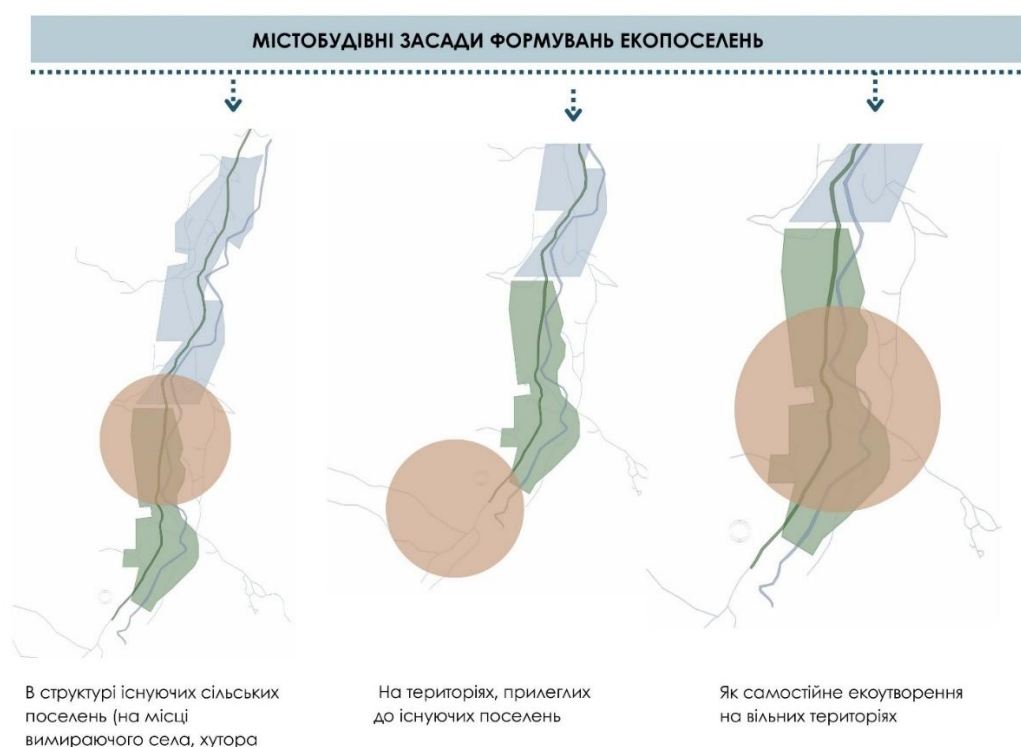 МІСТОБУДІВНІ ЗАСАДИ ФОРМУВАНЬ ЕКОПОСЕЛЕНЬ
В структурі існуючих сільських
поселень (на місці
вимираючого села, хутора
На територіях, прилеглих
до існуючих поселень
Як самостійне екоутворення
на вільних територіях